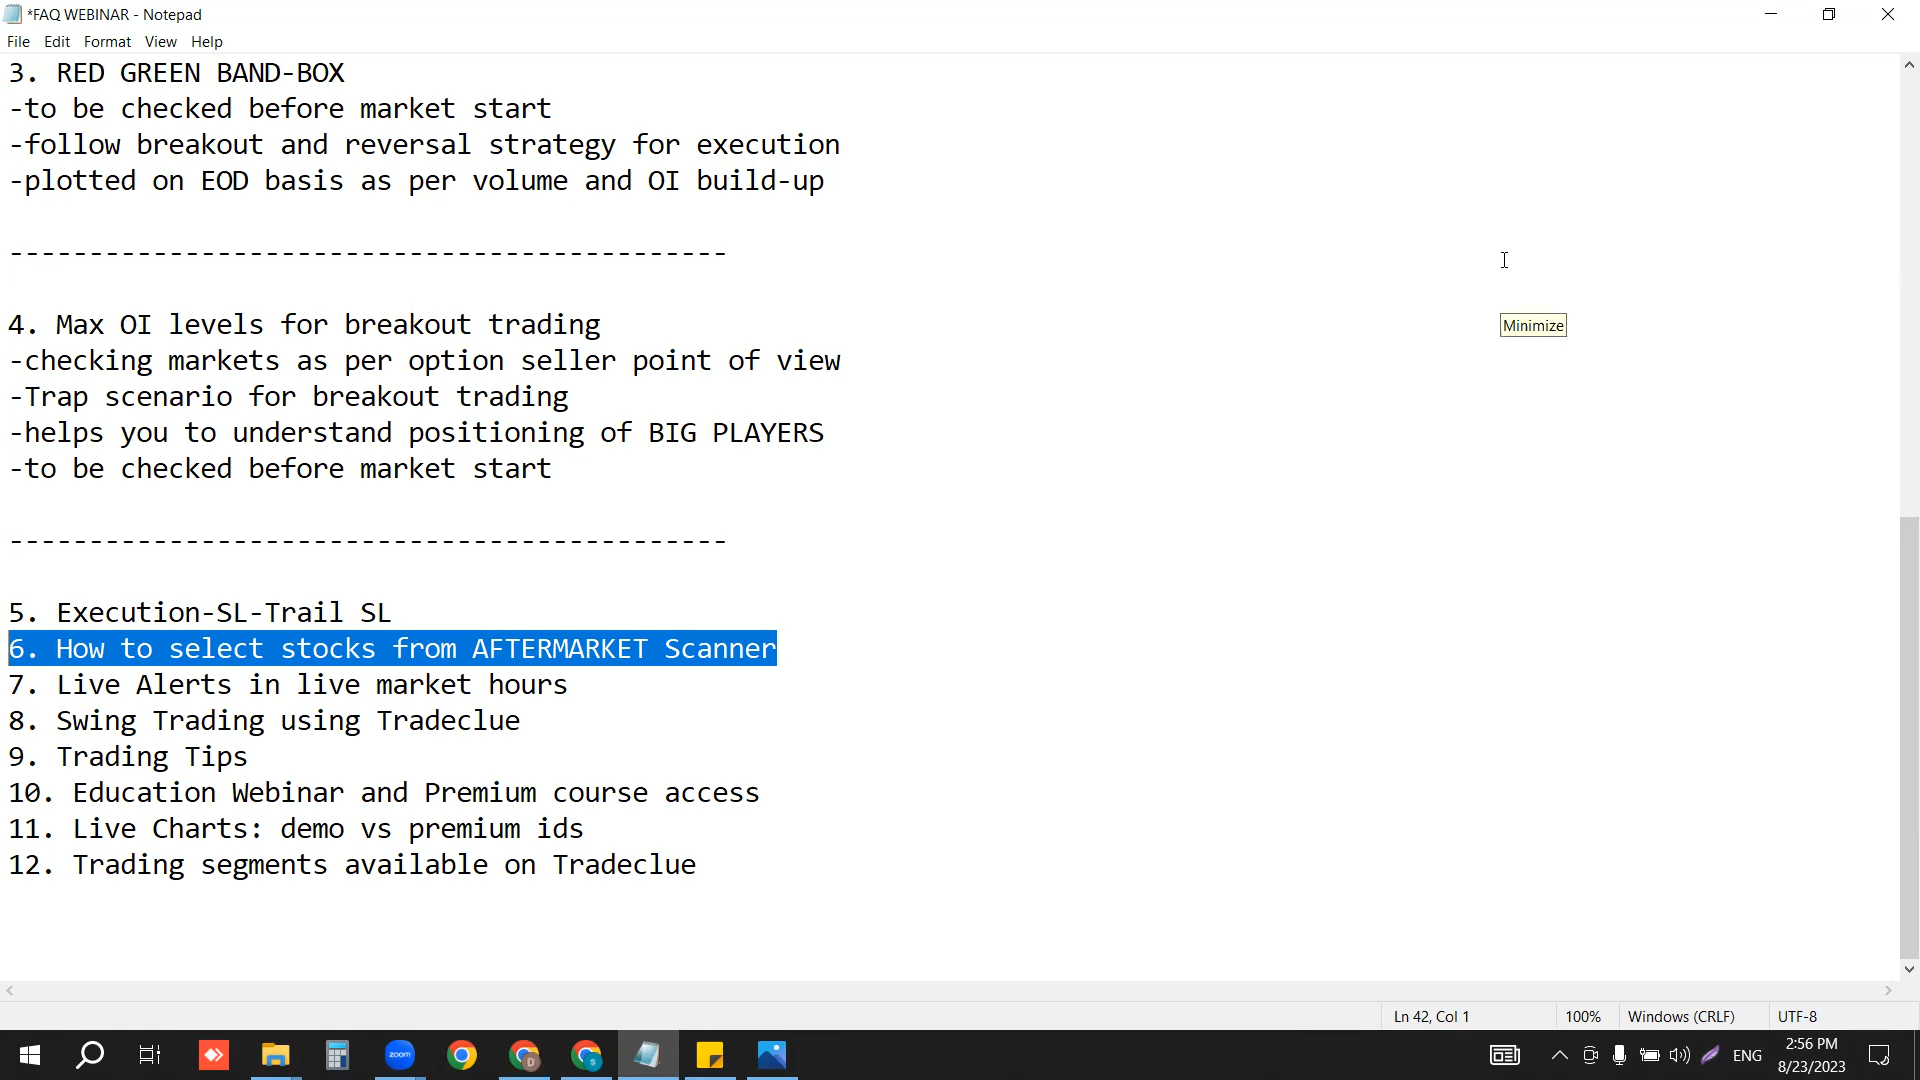 *FAQ WEBINAR - Notepad
File Edit Format View Help
3. RED GREEN BAND-BOX
-to be checked before market start
-follow breakout and reversal strategy for execution
-plotted on EOD basis as per volume and OI build-up
---------------------------------------------
Minimize
4. Max OI levels for breakout trading
-checking markets as per option seller point of view
-Trap scenario for breakout trading
-helps you to understand positioning of BIG PLAYERS
-to be checked before market start
---------------------------------------------
5. Execution-SL-Trail SL
6. How to select stocks from AFTERMARKET Scanner
7. Live Alerts in live market hours
8. Swing Trading using Tradeclue
9. Trading Tips
10. Education Webinar and Premium course access
11. Live Charts: demo vs premium ids
12. Trading segments available on Tradeclue
Ln 42, Col 1 100% Windows (CRLF) UTF-8
zoom D S ENG 2:56 PM
8/23/2023